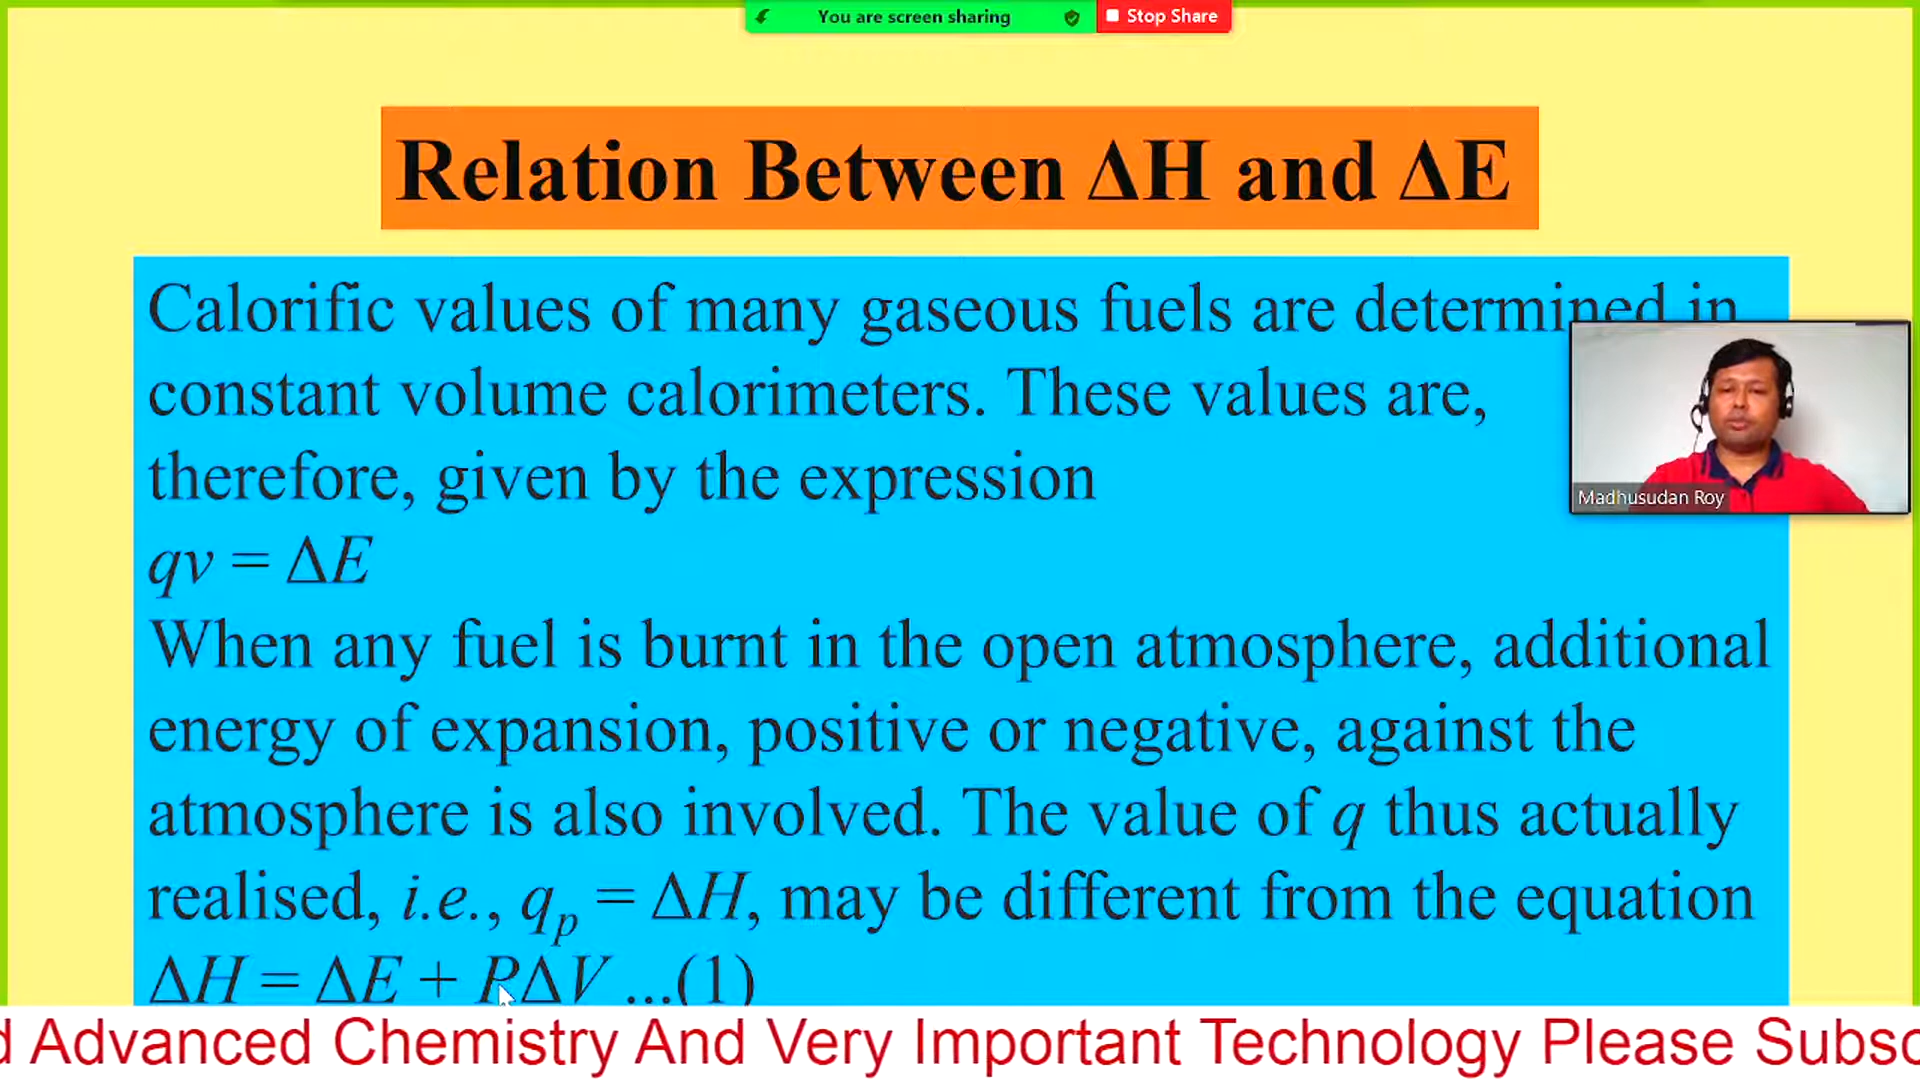 You are screen sharing
Stop Share
Relation Between ΔH and ΔE
Calorific values of many gaseous fuels are determined in
constant volume calorimeters. These values are,
therefore, given by the expression
qv = ΔE
When any fuel is burnt in the open atmosphere, additional
energy of expansion, positive or negative, against the
atmosphere is also involved. The value of q thus actually
realised, i.e., qp = ΔH, may be different from the equation
ΔH = ΔE + PΔV ...(1)
Madhusudan Roy
Advanced Chemistry And Very Important Technology Please